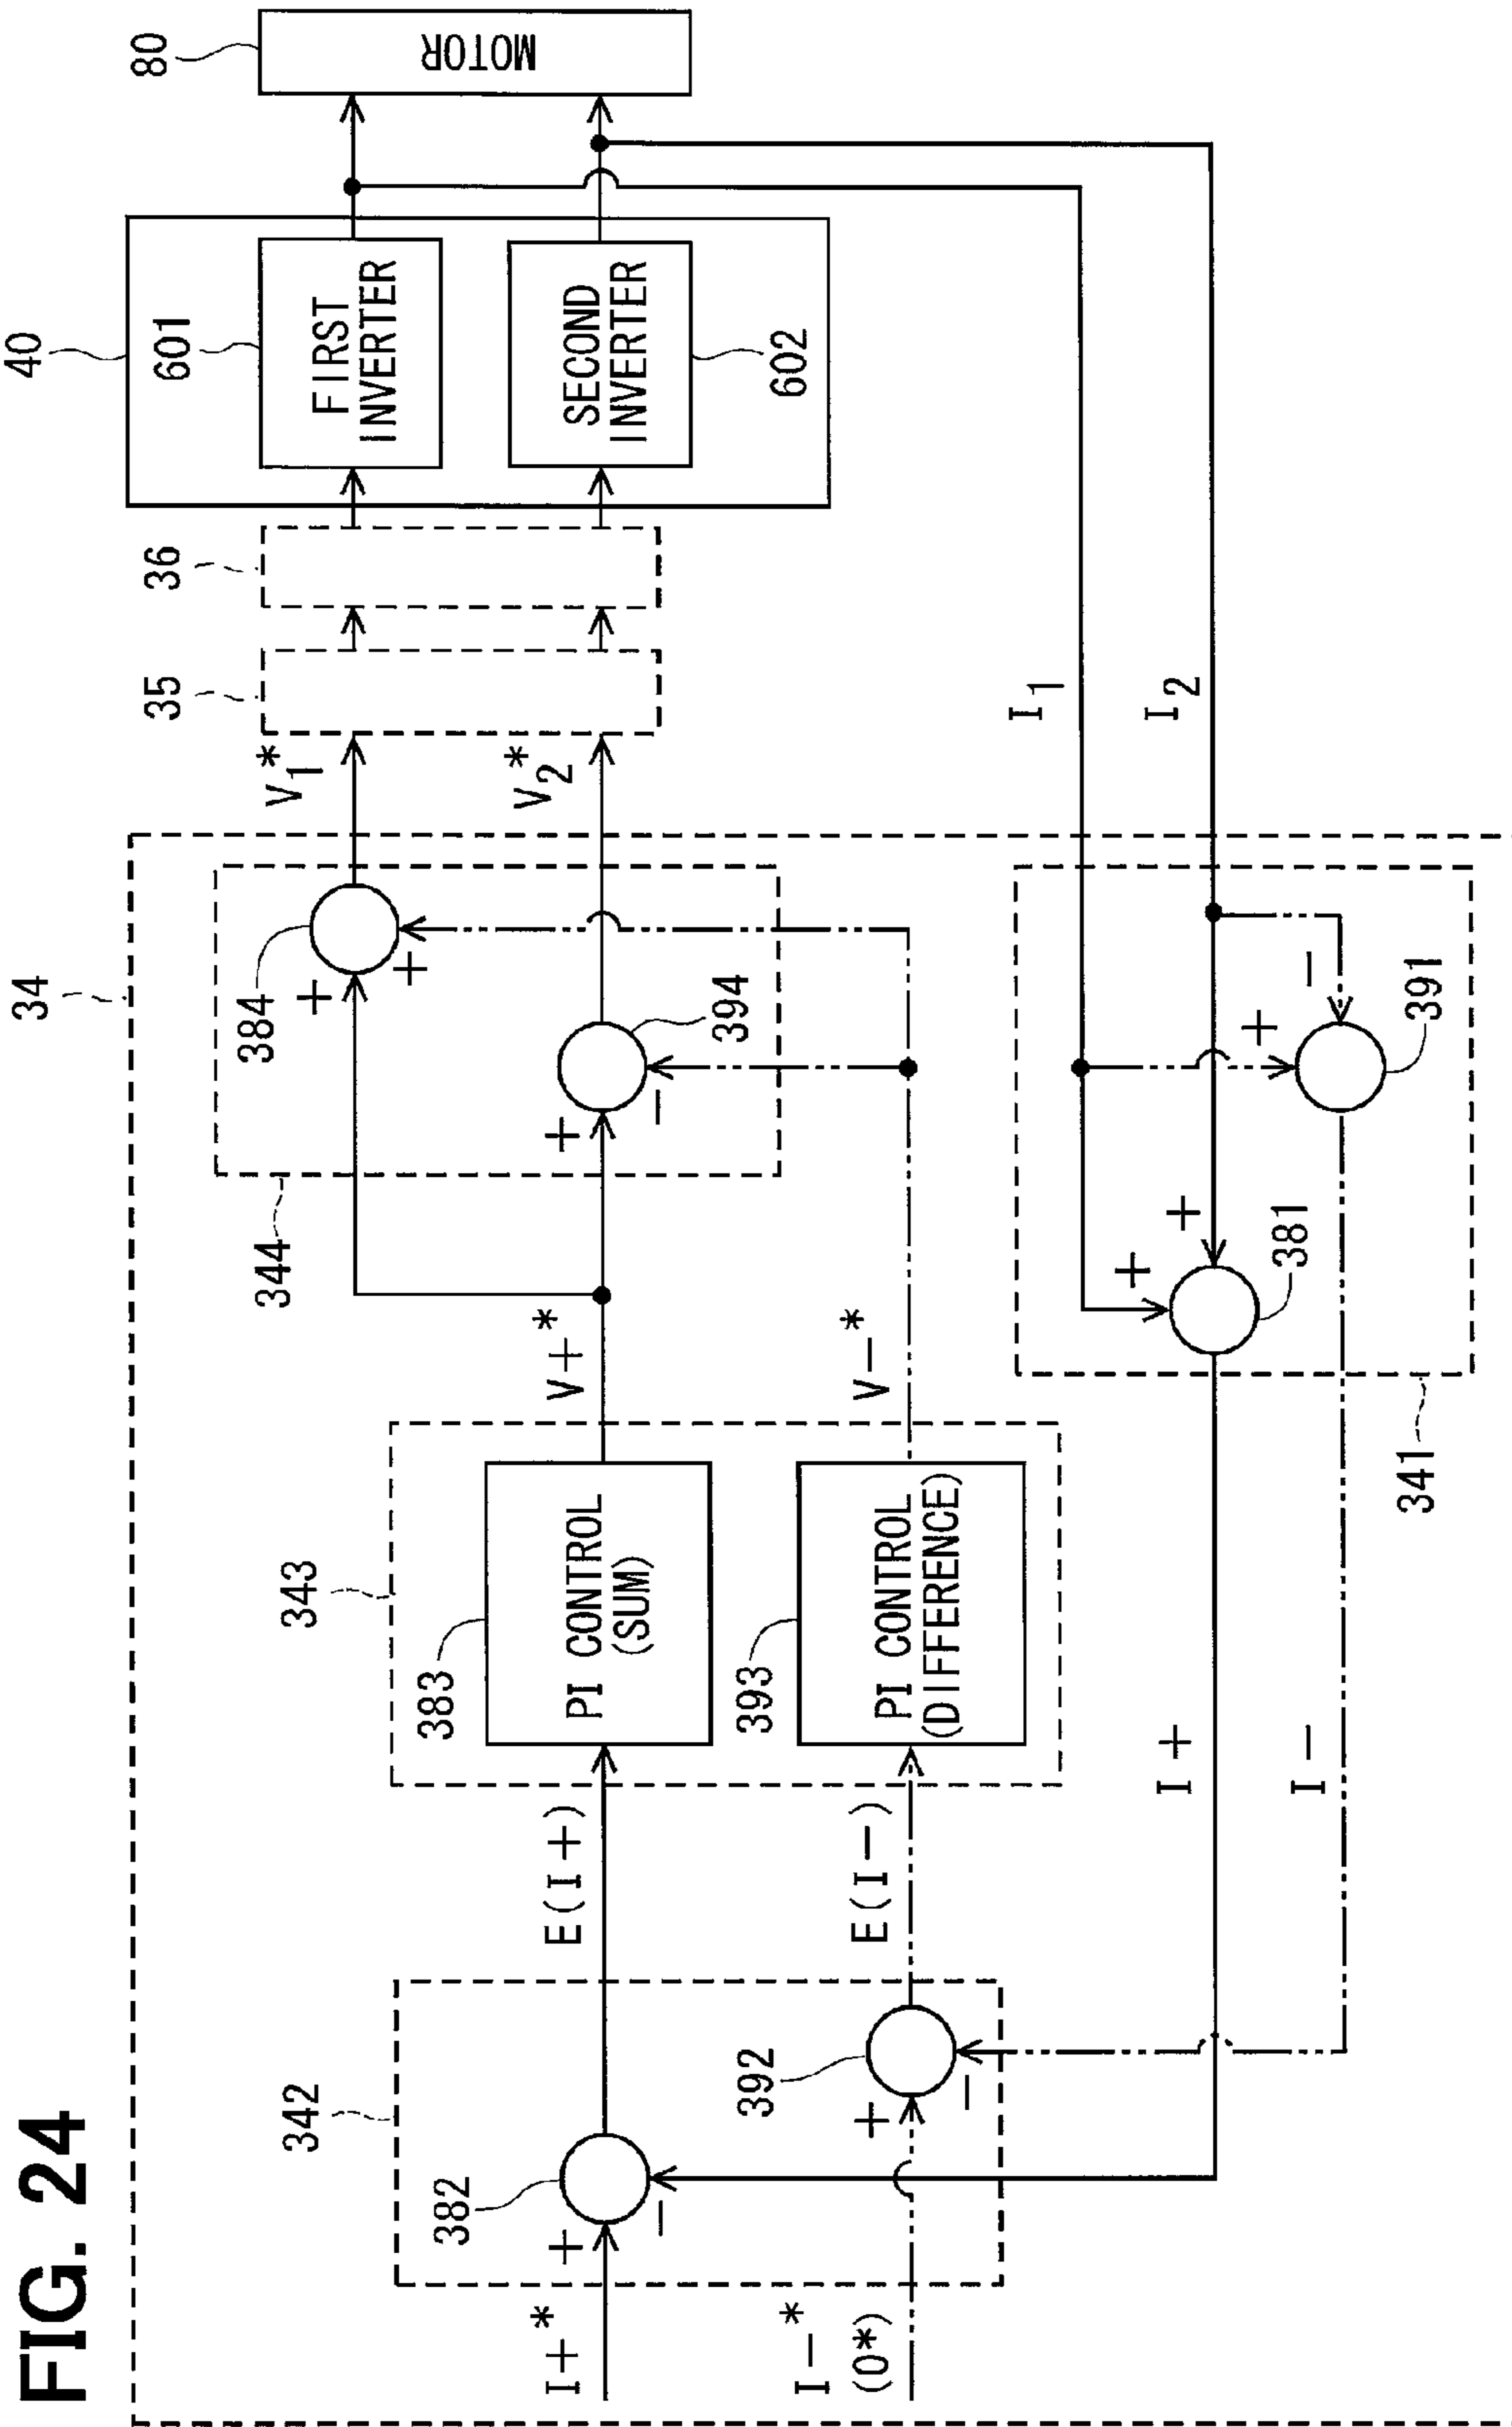 FIG. 24
34
40
80
MOTOR
601
FIRST
INVERTER
SECOND
INVERTER
602
36
35
V1*
V2*
384
+
+
394
+
−
344
V+*
V−*
343
383
PI CONTROL
(SUM)
393
PI CONTROL
(DIFFERENCE)
E(I+)
E(I−)
342
382
+
−
392
+
−
I+*
I−*
(0*)
I1
I2
−
+
391
+
+
381
341
I+
I−